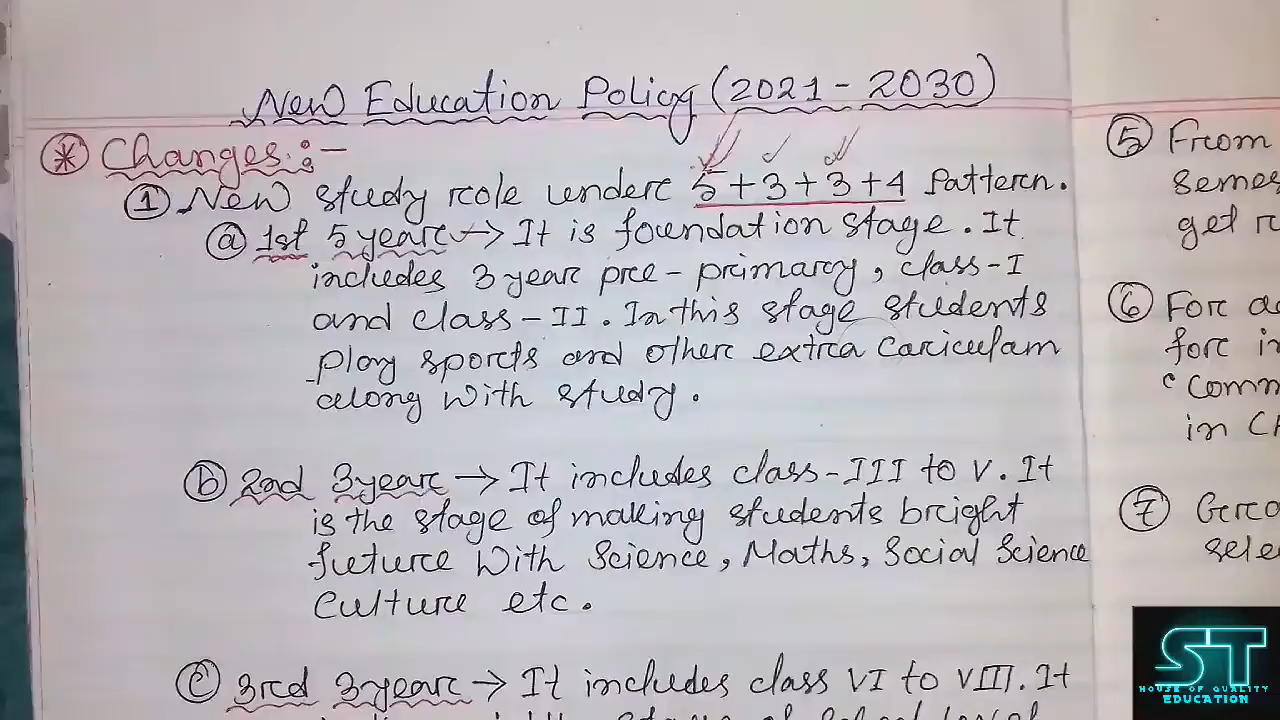 New Education Policy (2021 - 2030)
* Changes :-
1 New study role under 5+3+3+4 Pattern.
a 1st 5 year → It is foundation stage. It
includes 3 year pre-primary, class-I
and class-II. In this stage students
play sports and other extra cariculam
along with study.
b 2nd 3 year → It includes class-III to V. It
is the stage of making students bright
future with Science, Maths, Social Science
Culture etc.
c 3rd 3 year → It includes class VI to VIII. It
5 From
semes
get r
6 For a
for in
'Comm
in Ch
7 Gra
sele
ST
HOUSE OF QUALITY
EDUCATION